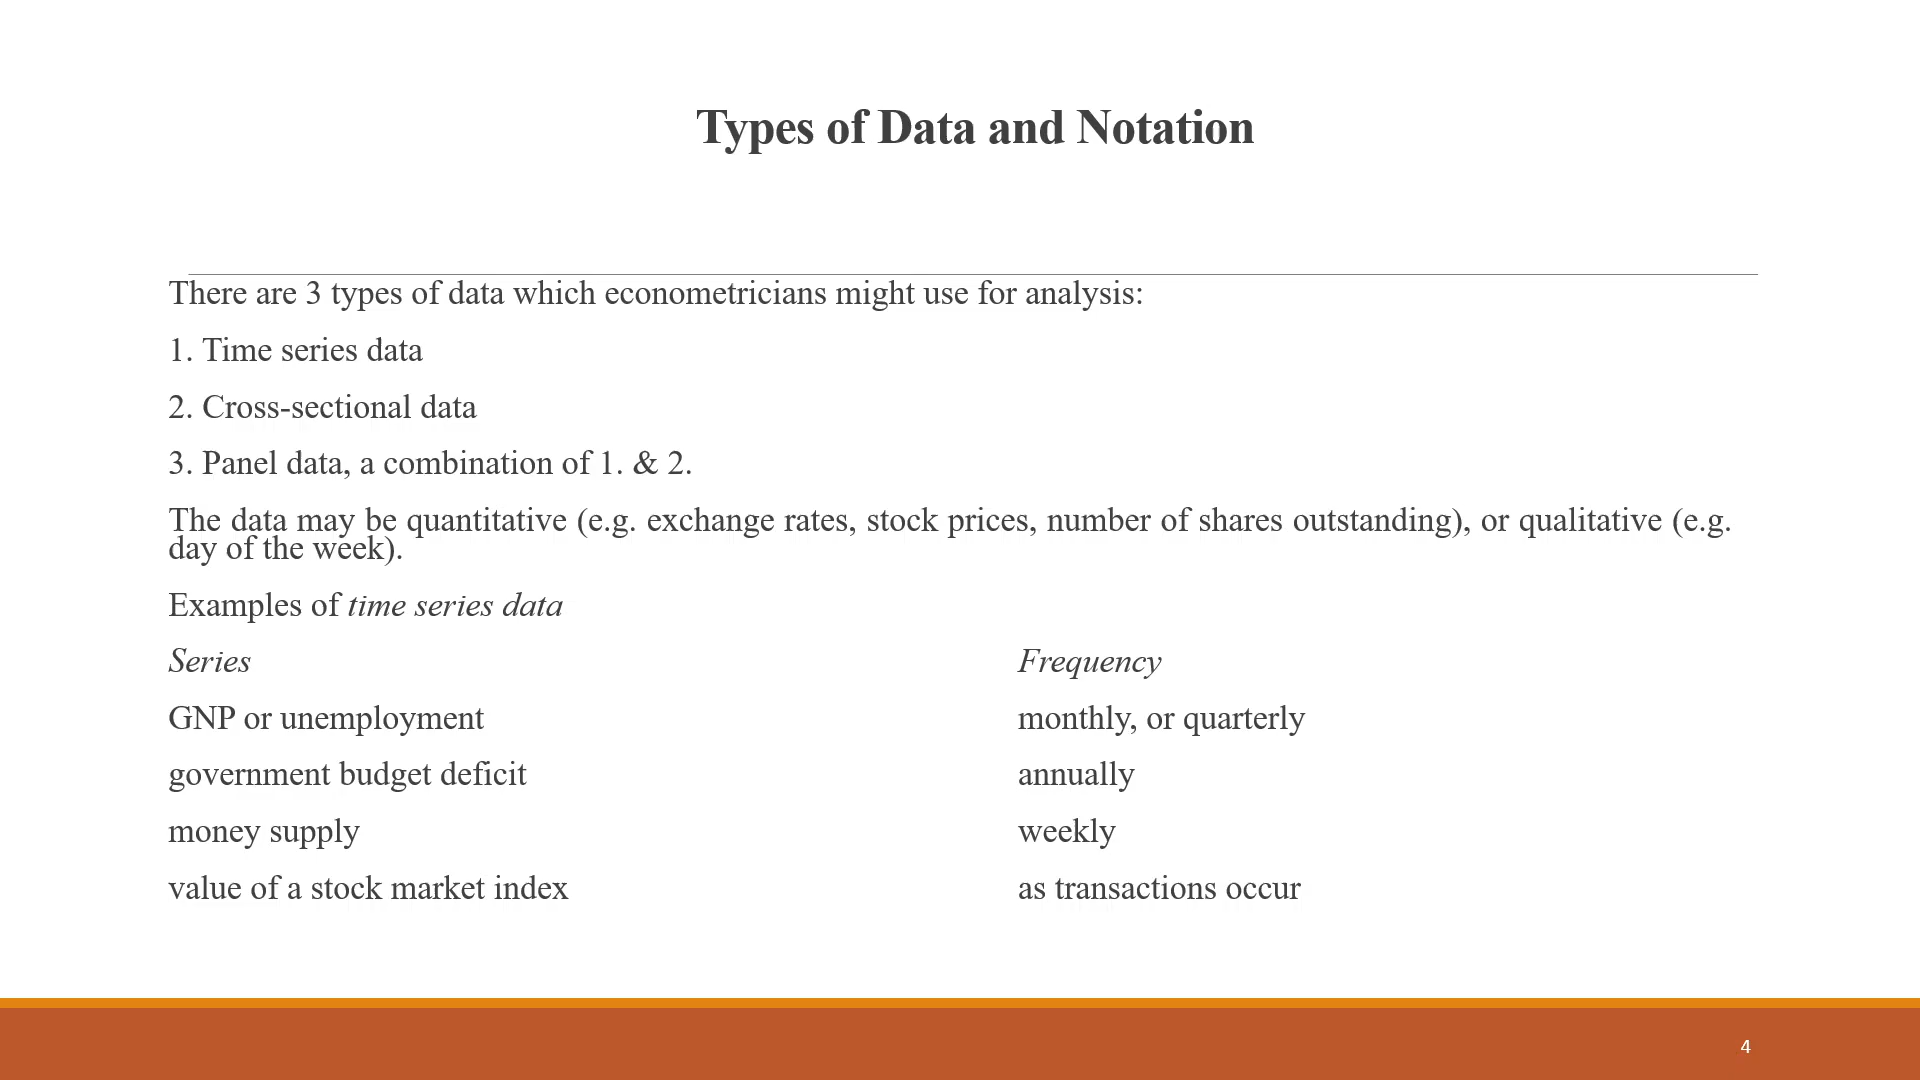 Types of Data and Notation
There are 3 types of data which econometricians might use for analysis:
1. Time series data
2. Cross-sectional data
3. Panel data, a combination of 1. & 2.
The data may be quantitative (e.g. exchange rates, stock prices, number of shares outstanding), or qualitative (e.g.
day of the week).
Examples of time series data
Series Frequency
GNP or unemployment monthly, or quarterly
government budget deficit annually
money supply weekly
value of a stock market index as transactions occur
4